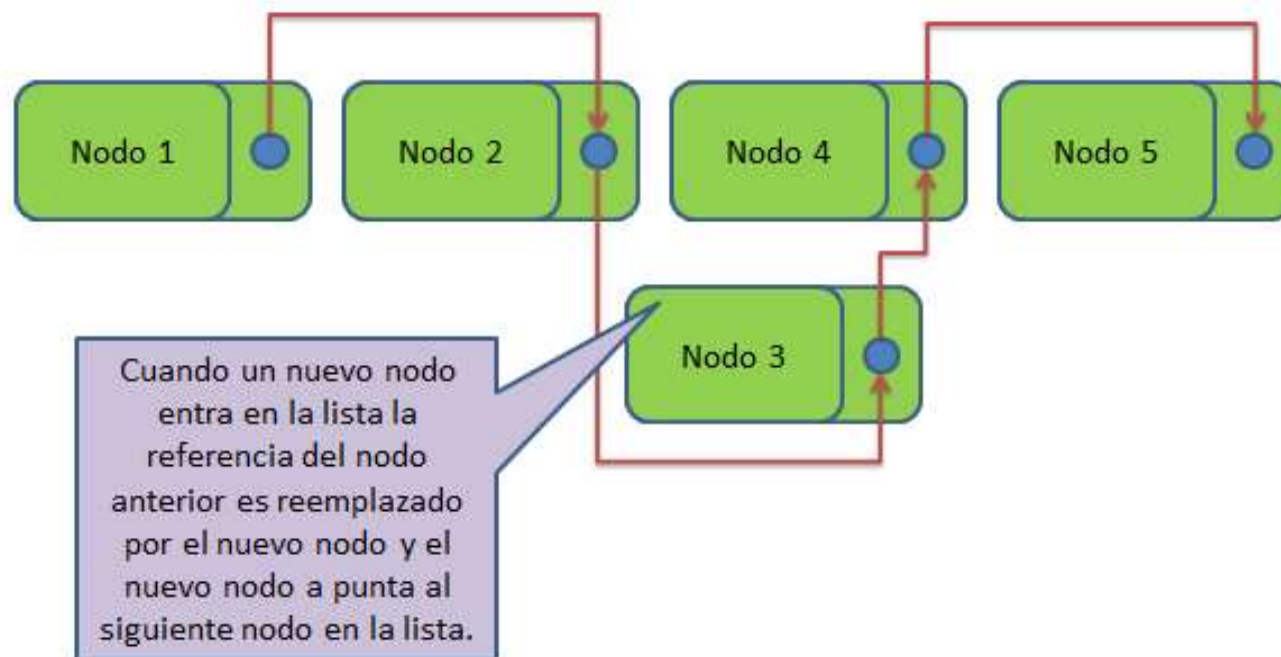 Nodo 1
Nodo 2
Nodo 4
Nodo 5
Nodo 3
Cuando un nuevo nodo
entra en la lista la
referencia del nodo
anterior es reemplazado
por el nuevo nodo y el
nuevo nodo a punta al
siguiente nodo en la lista.